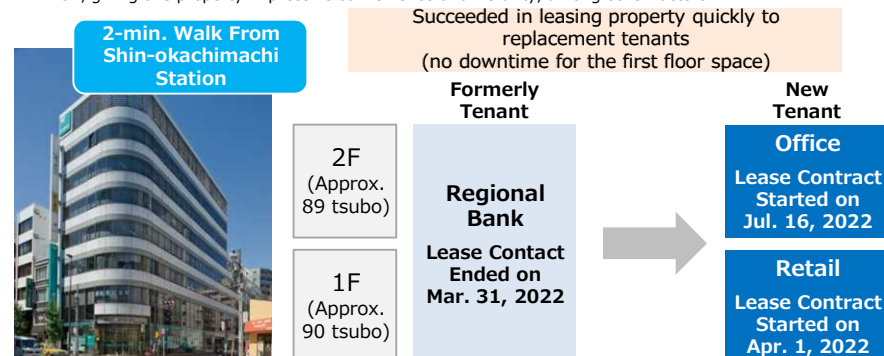 Succeeded in leasing property quickly to
replacement tenants
(no downtime for the first floor space)
2-min. Walk From
Shin-okachimachi
Station
Formerly
Tenant
New
Tenant
2F
(Approx.
89 tsubo)
1F
(Approx.
90 tsubo)
Regional
Bank
Lease Contact
Ended on
Mar. 31, 2022
Office
Lease Contract
Started on
Jul. 16, 2022
Retail
Lease Contract
Started on
Apr. 1, 2022